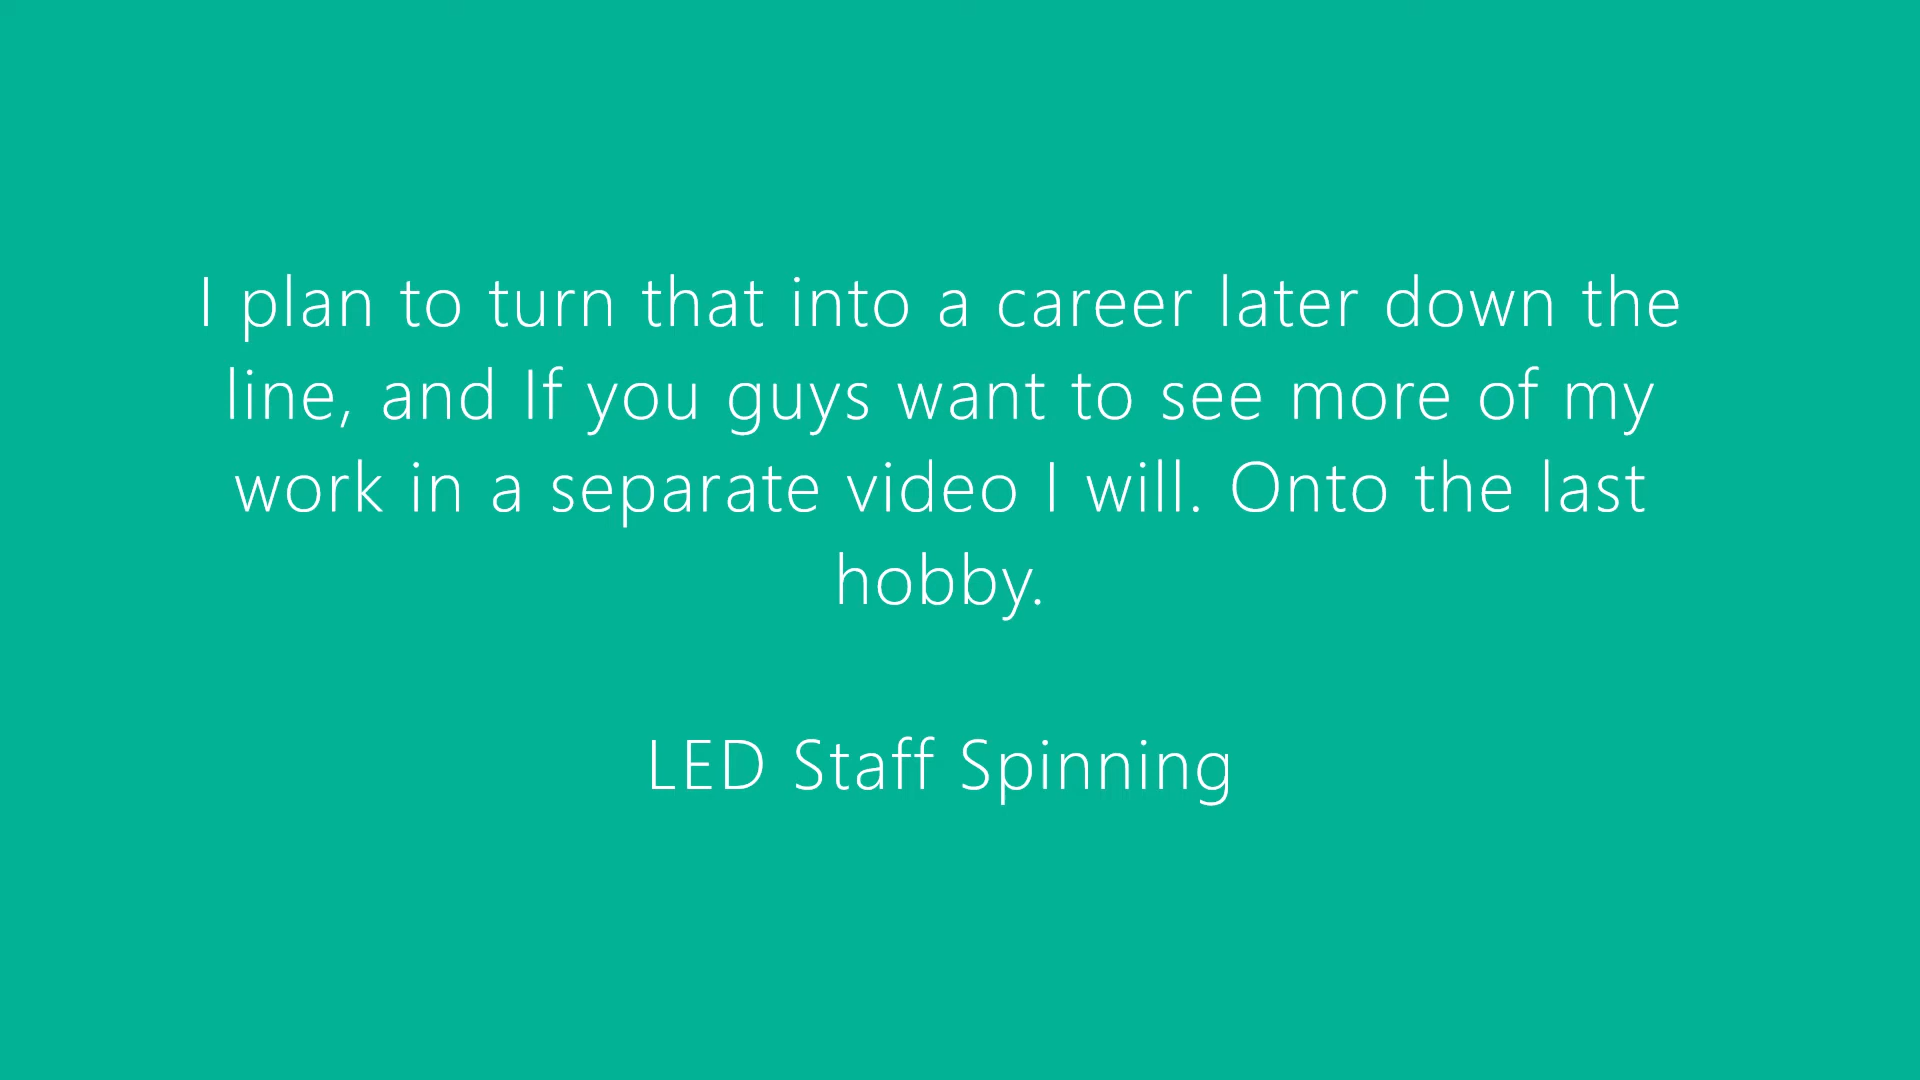 I plan to turn that into a career later down the
line, and If you guys want to see more of my
work in a separate video I will. Onto the last
hobby.
LED Staff Spinning